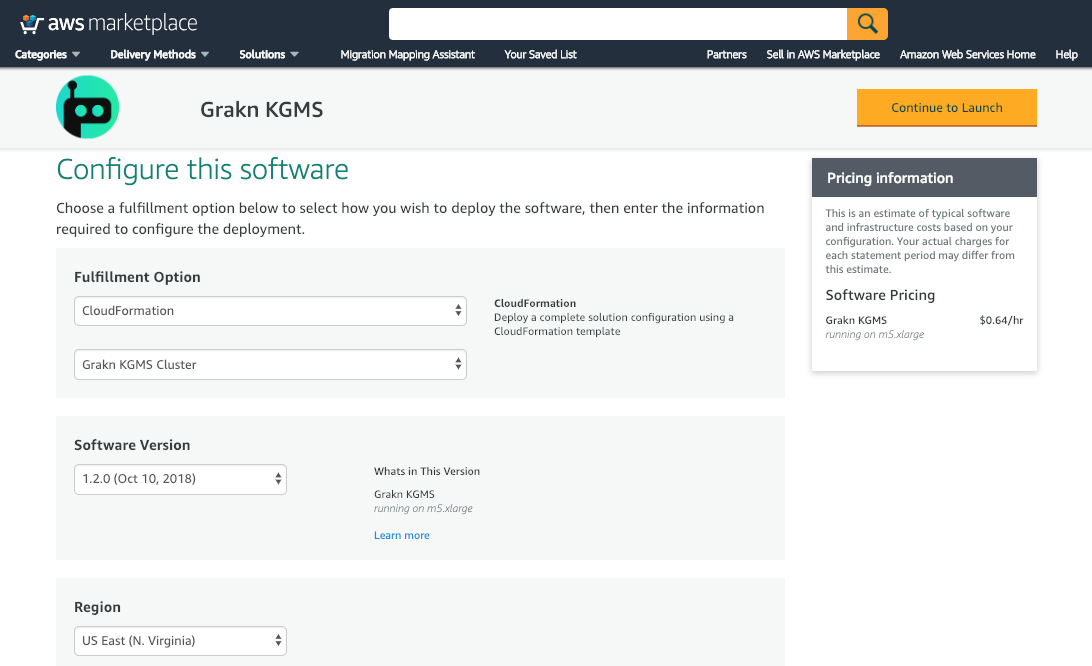 aws marketplace
Categories Delivery Methods Solutions Migration Mapping Assistant Your Saved List Partners Sell in AWS Marketplace Amazon Web Services Home Help
Grakn KGMS
Continue to Launch
Configure this software
Choose a fulfillment option below to select how you wish to deploy the software, then enter the information
required to configure the deployment.
Fulfillment Option
CloudFormation
Grakn KGMS Cluster
CloudFormation
Deploy a complete solution configuration using a
CloudFormation template
Software Version
1.2.0 (Oct 10, 2018)
Whats in This Version
Grakn KGMS
running on m5.xlarge
Learn more
Region
US East (N. Virginia)
Pricing information
This is an estimate of typical software
and infrastructure costs based on your
configuration. Your actual charges for
each statement period may differ from
this estimate.
Software Pricing
Grakn KGMS $0.64/hr
running on m5.xlarge